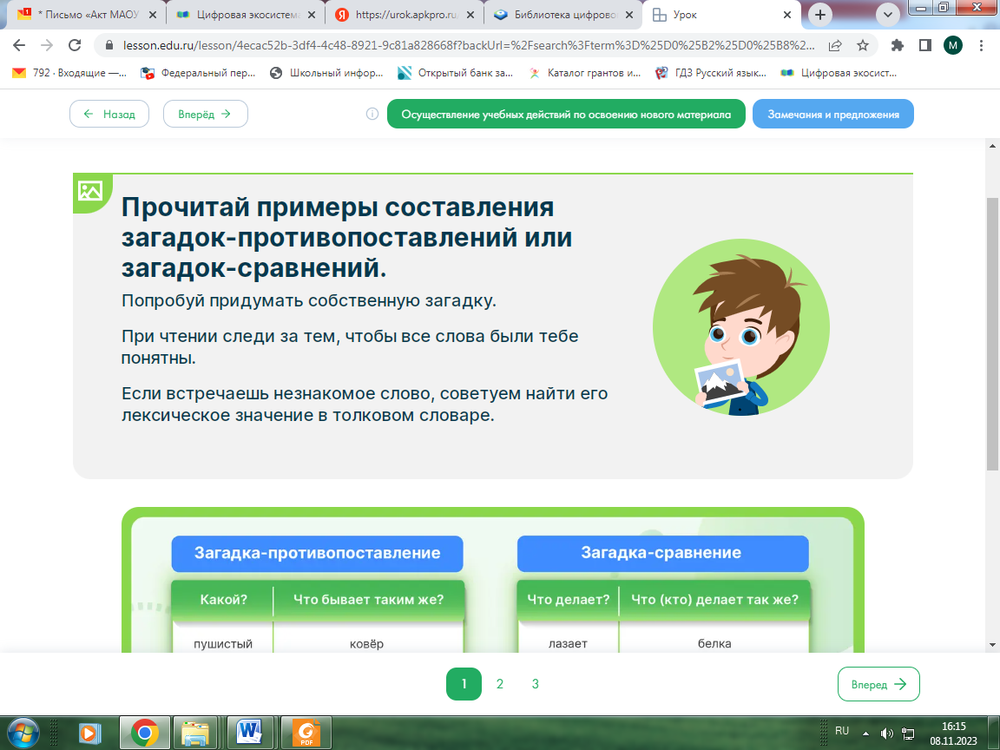 * Письмо «Акт МАОУ
Цифровая экосистема
https://urok.apkpro.ru
Библиотека цифрово
Урок
lesson.edu.ru/lesson/4ecac52b-3df4-4c48-8921-9c81a828668f?backUrl=%2Fsearch%3Fterm%3D%25D0%25B2%25D0%25B8%2...
M
792 · Входящие —...
Федеральный пер...
Школьный инфор...
Открытый банк за...
Каталог грантов и...
ГДЗ Русский язык...
Цифровая экосист...
Назад
Вперёд
Осуществление учебных действий по освоению нового материала
Замечания и предложения
Прочитай примеры составления
загадок-противопоставлений или
загадок-сравнений.
Попробуй придумать собственную загадку.
При чтении следи за тем, чтобы все слова были тебе
понятны.
Если встречаешь незнакомое слово, советуем найти его
лексическое значение в толковом словаре.
Загадка-противопоставление
Загадка-сравнение
Какой? Что бывает таким же?
Что делает? Что (кто) делает так же?
пушистый ковёр
лазает белка
1 2 3
Вперед
RU
16:15
08.11.2023